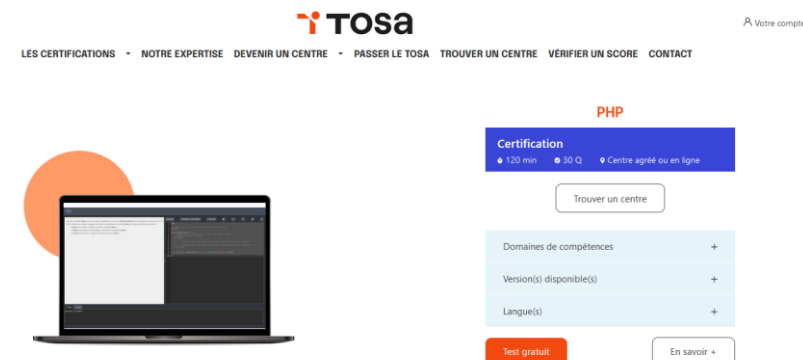 TOSA
Votre compte
LES CERTIFICATIONS NOTRE EXPERTISE DEVENIR UN CENTRE PASSER LE TOSA TROUVER UN CENTRE VÉRIFIER UN SCORE CONTACT
PHP
Certification
120 min 30 Q Centre agréé ou en ligne
Trouver un centre
Domaines de compétences +
Version(s) disponible(s) +
Langue(s) +
Test gratuit En savoir +